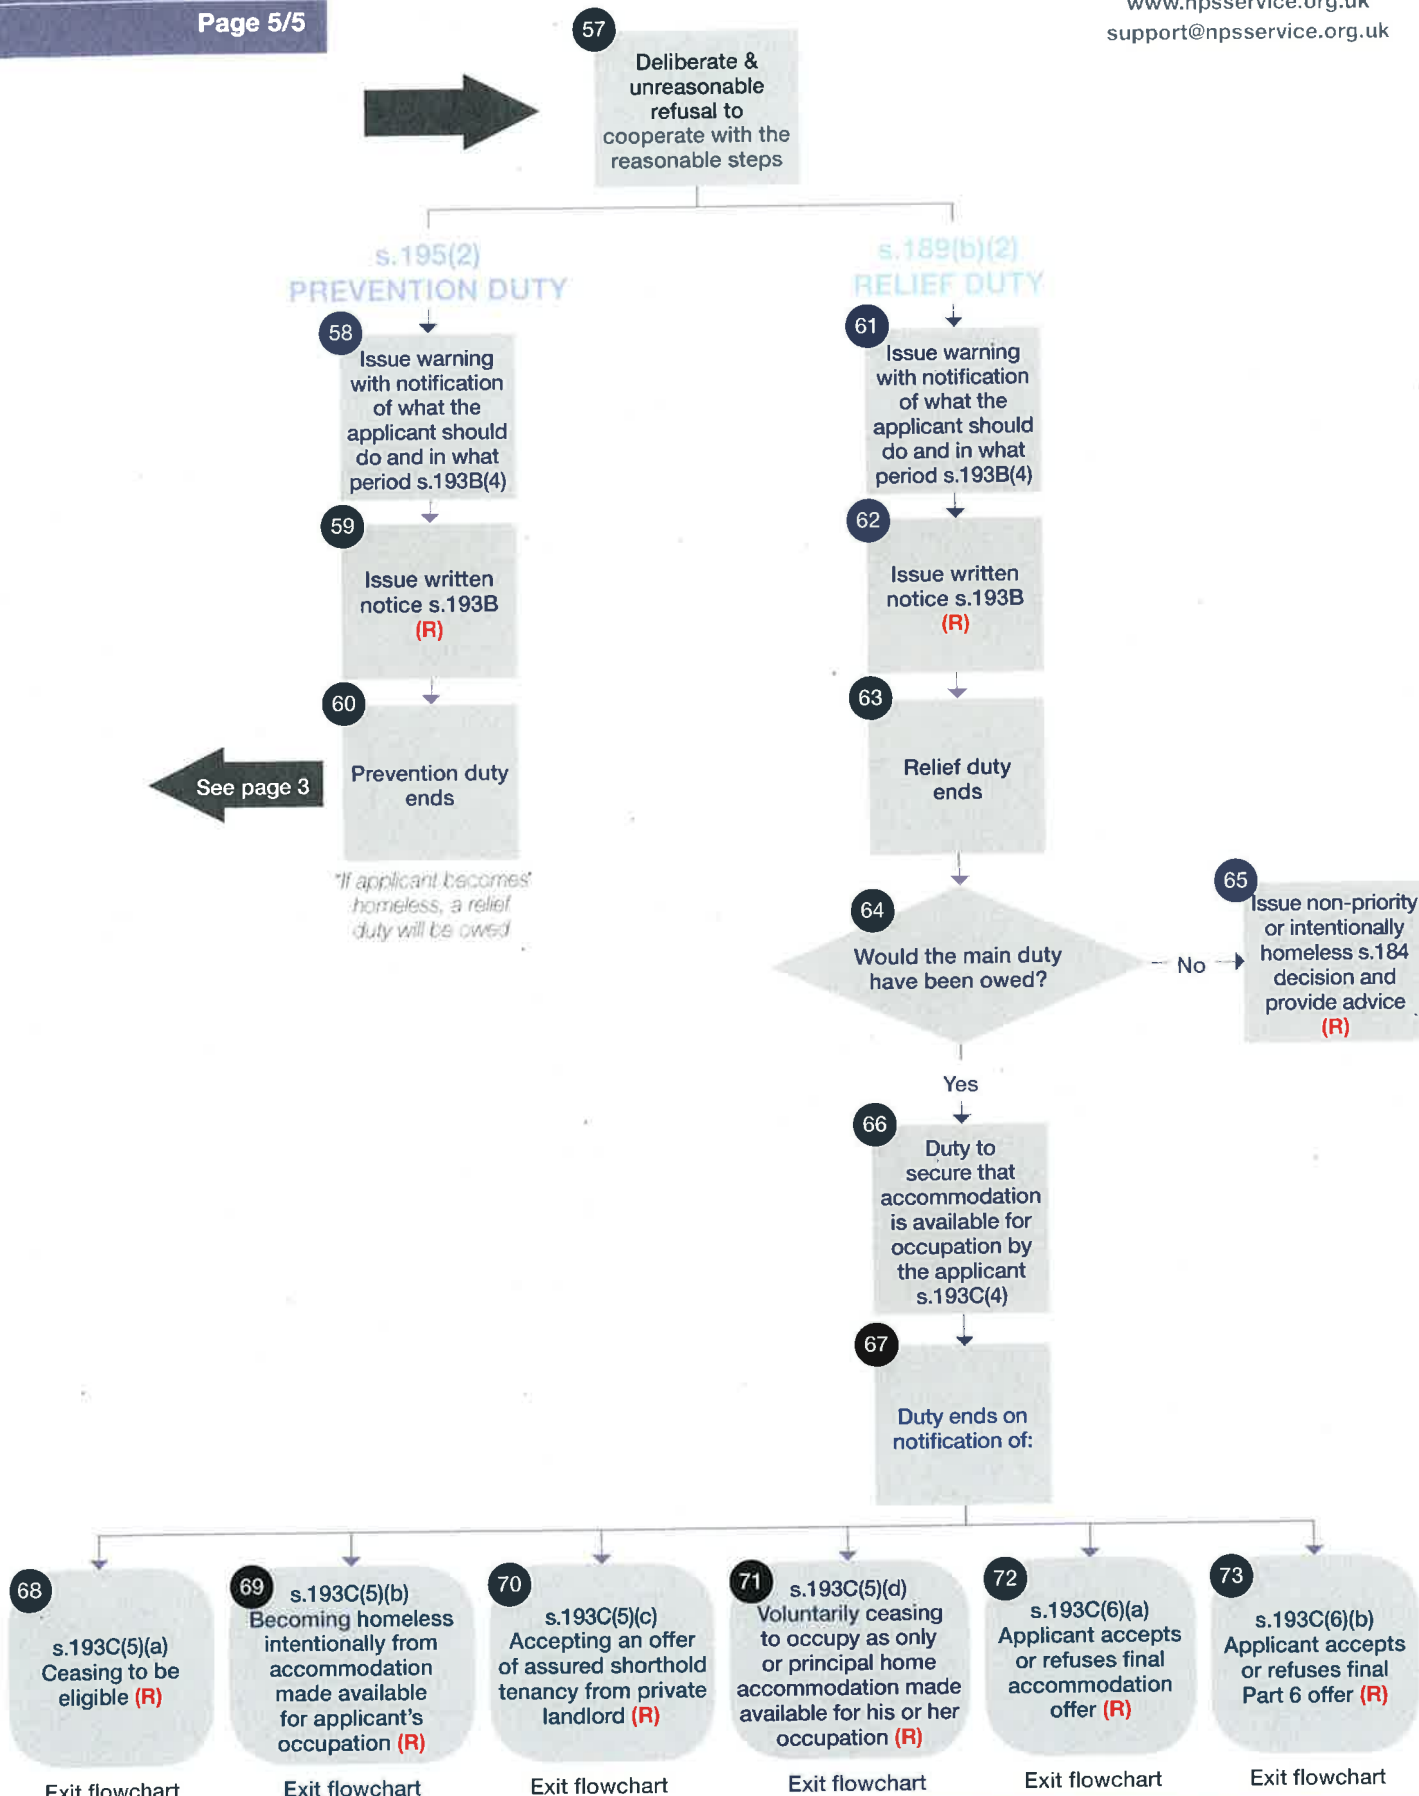 Page 5/5
www.npsservice.org.uk
support@npsservice.org.uk
57
Deliberate &
unreasonable
refusal to
cooperate with the
reasonable steps
s.195(2)
PREVENTION DUTY
58
Issue warning
with notification
of what the
applicant should
do and in what
period s.193B(4)
59
Issue written
notice s.193B
(R)
60
Prevention duty
ends
See page 3
"If applicant becomes'
homeless, a relief
duty will be owed
s.189(b)(2)
RELIEF DUTY
61
Issue warning
with notification
of what the
applicant should
do and in what
period s.193B(4)
62
Issue written
notice s.193B
(R)
63
Relief duty
ends
64
Would the main duty
have been owed?
No
65
Issue non-priority
or intentionally
homeless s.184
decision and
provide advice
(R)
Yes
66
Duty to
secure that
accommodation
is available for
occupation by
the applicant
s.193C(4)
67
Duty ends on
notification of:
68
s.193C(5)(a)
Ceasing to be
eligible (R)
Exit flowchart
69
s.193C(5)(b)
Becoming homeless
intentionally from
accommodation
made available
for applicant's
occupation (R)
Exit flowchart
70
s.193C(5)(c)
Accepting an offer
of assured shorthold
tenancy from private
landlord (R)
Exit flowchart
71
s.193C(5)(d)
Voluntarily ceasing
to occupy as only
or principal home
accommodation made
available for his or her
occupation (R)
Exit flowchart
72
s.193C(6)(a)
Applicant accepts
or refuses final
accommodation
offer (R)
Exit flowchart
73
s.193C(6)(b)
Applicant accepts
or refuses final
Part 6 offer (R)
Exit flowchart